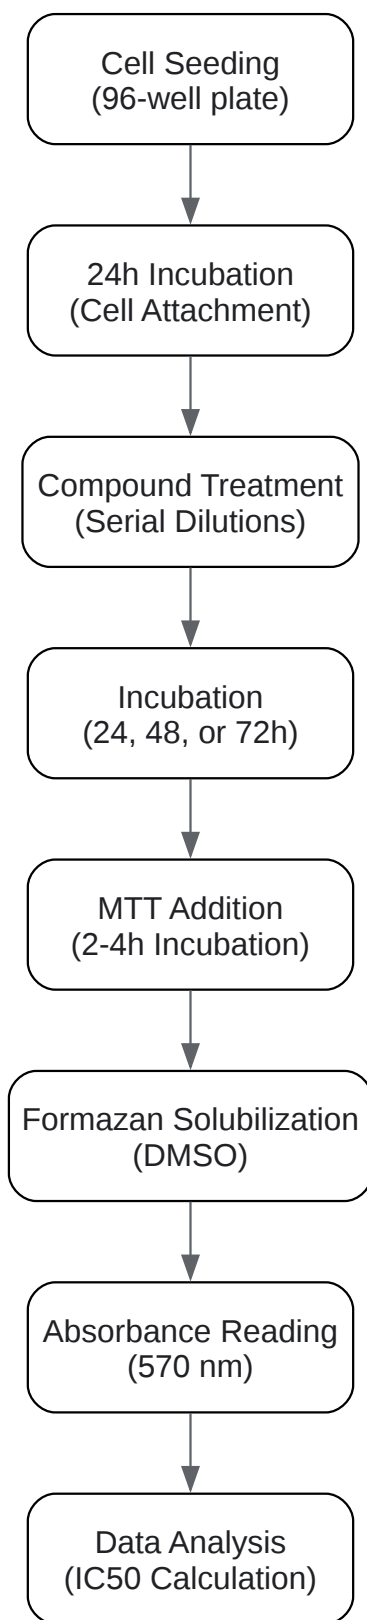 Cell Seeding
(96-well plate)
24h Incubation
(Cell Attachment)
Compound Treatment
(Serial Dilutions)
Incubation
(24, 48, or 72h)
MTT Addition
(2-4h Incubation)
Formazan Solubilization
(DMSO)
Absorbance Reading
(570 nm)
Data Analysis
(IC50 Calculation)